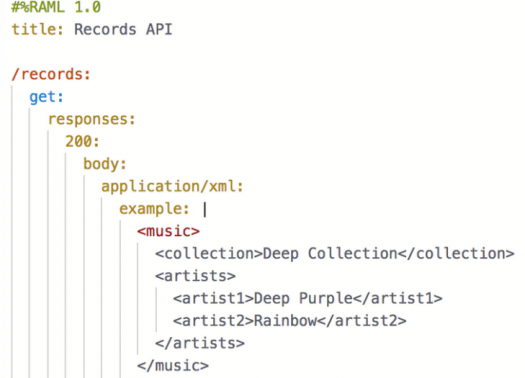 #%RAML 1.0
title: Records API
/records:
get:
responses:
200:
body:
application/xml:
example: |
<music>
<collection>Deep Collection</collection>
<artists>
<artist1>Deep Purple</artist1>
<artist2>Rainbow</artist2>
</artists>
</music>